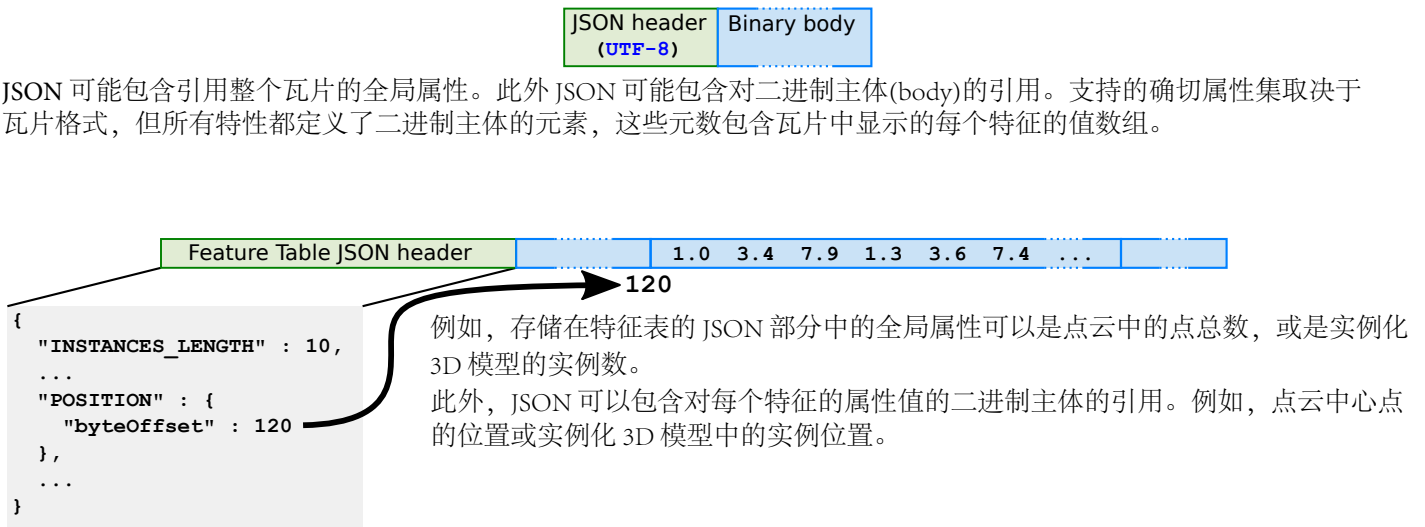 JSON header
(UTF-8)
Binary body
JSON 可能包含引用整个瓦片的全局属性。此外 JSON 可能包含对二进制主体(body)的引用。支持的确切属性集取决于
瓦片格式，但所有特性都定义了二进制主体的元素，这些元数包含瓦片中显示的每个特征的值数组。
Feature Table JSON header
1.0 3.4 7.9 1.3 3.6 7.4 ...
120
{
"INSTANCES_LENGTH" : 10,
...
"POSITION" : {
"byteOffset" : 120
},
...
}
例如，存储在特征表的 JSON 部分中的全局属性可以是点云中的点总数，或是实例化
3D 模型的实例数。
此外，JSON 可以包含对每个特征的属性值的二进制主体的引用。例如，点云中心点
的位置或实例化 3D 模型中的实例位置。